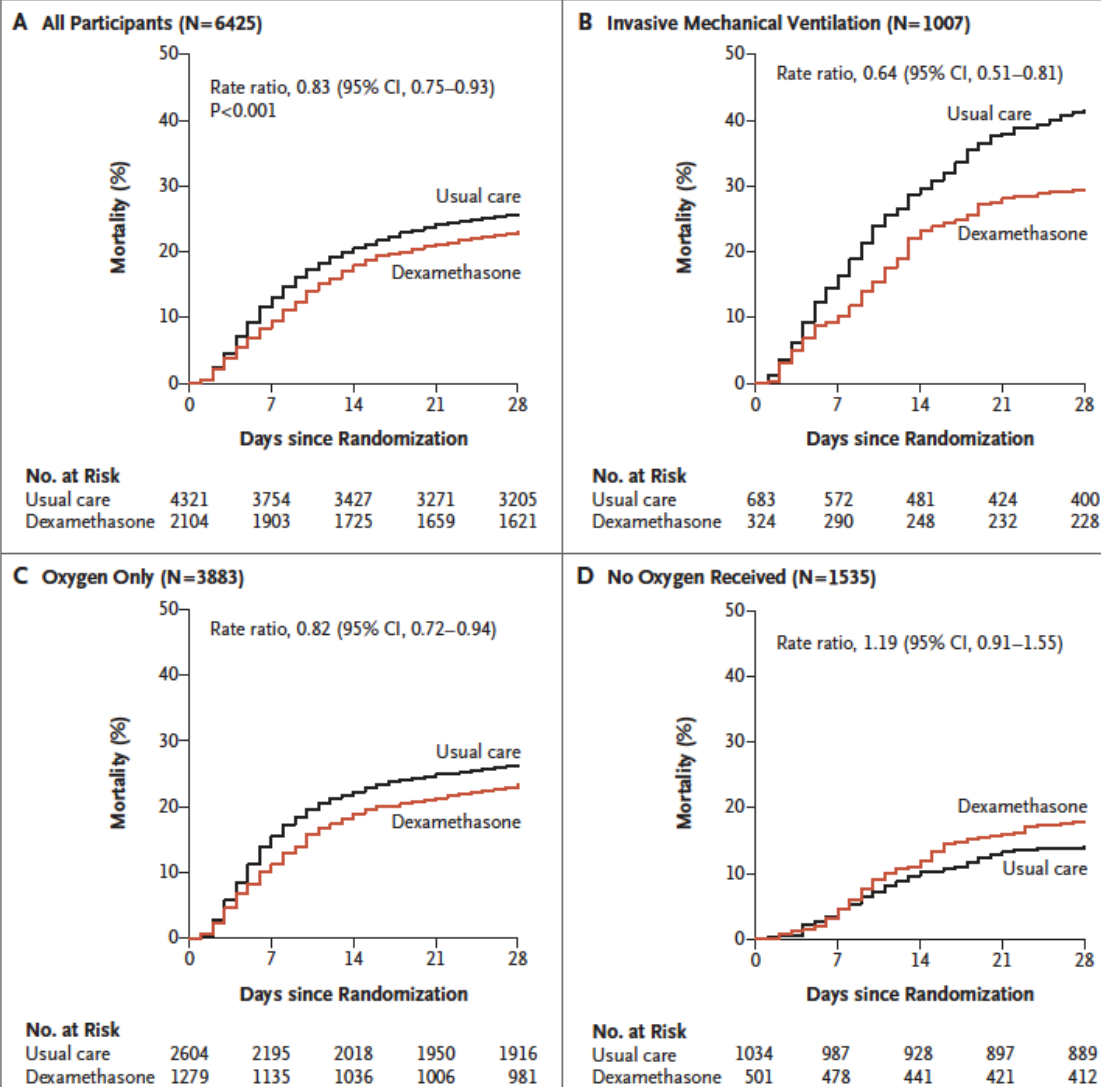 A All Participants (N=6425)
50
40
30
20
10
0
Mortality (%)
Rate ratio, 0.83 (95% CI, 0.75–0.93)
P<0.001
Usual care
Dexamethasone
0 7 14 21 28
Days since Randomization
No. at Risk
Usual care 4321 3754 3427 3271 3205
Dexamethasone 2104 1903 1725 1659 1621
B Invasive Mechanical Ventilation (N=1007)
50
40
30
20
10
0
Mortality (%)
Rate ratio, 0.64 (95% CI, 0.51–0.81)
Usual care
Dexamethasone
0 7 14 21 28
Days since Randomization
No. at Risk
Usual care 683 572 481 424 400
Dexamethasone 324 290 248 232 228
C Oxygen Only (N=3883)
50
40
30
20
10
0
Mortality (%)
Rate ratio, 0.82 (95% CI, 0.72–0.94)
Usual care
Dexamethasone
0 7 14 21 28
Days since Randomization
No. at Risk
Usual care 2604 2195 2018 1950 1916
Dexamethasone 1279 1135 1036 1006 981
D No Oxygen Received (N=1535)
50
40
30
20
10
0
Mortality (%)
Rate ratio, 1.19 (95% CI, 0.91–1.55)
Dexamethasone
Usual care
0 7 14 21 28
Days since Randomization
No. at Risk
Usual care 1034 987 928 897 889
Dexamethasone 501 478 441 421 412